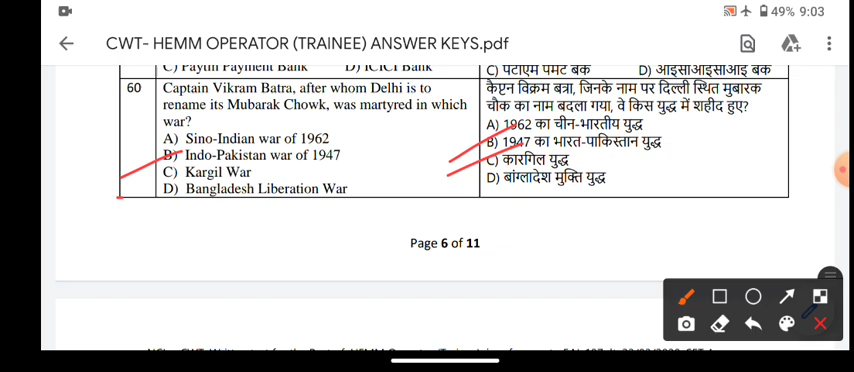 49% 9:03
CWT- HEMM OPERATOR (TRAINEE) ANSWER KEYS.pdf
C) Paytm Payment Bank D) ICICI Bank
C) पेटीएम पेमेंट बैंक D) आइसीआइसीआइ बैंक
60 Captain Vikram Batra, after whom Delhi is to
rename its Mubarak Chowk, was martyred in which
war?
A) Sino-Indian war of 1962
B) Indo-Pakistan war of 1947
C) Kargil War
D) Bangladesh Liberation War
कैप्टन विक्रम बत्रा, जिनके नाम पर दिल्ली स्थित मुबारक
चौक का नाम बदला गया, वे किस युद्ध में शहीद हुए?
A) 1962 का चीन-भारतीय युद्ध
B) 1947 का भारत-पाकिस्तान युद्ध
C) कारगिल युद्ध
D) बांग्लादेश मुक्ति युद्ध
Page 6 of 11